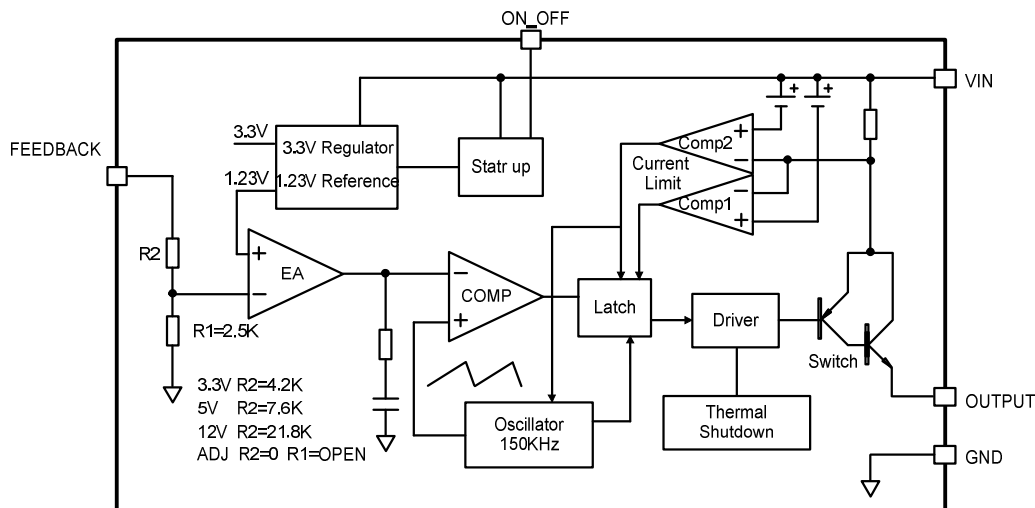 ON_OFF
VIN
FEEDBACK
3.3V
3.3V Regulator
1.23V
1.23V Reference
Statr up
+
+
Comp2
+
−
Current
Limit
Comp1
−
+
R2
+
−
EA
−
+
COMP
Latch
Driver
Switch
R1=2.5K
3.3V R2=4.2K
5V R2=7.6K
12V R2=21.8K
ADJ R2=0 R1=OPEN
Oscillator
150KHz
Thermal
Shutdown
OUTPUT
GND